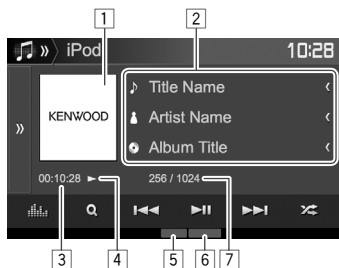 1 2
iPod 10:28
KENWOOD
Title Name
Artist Name
Album Title
00:10:28 256 / 1024
3 4 5 6 7